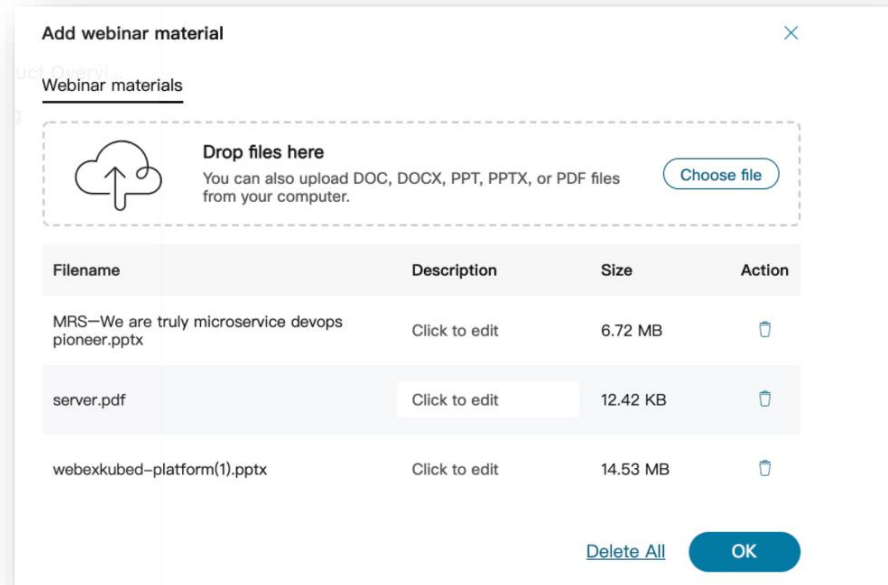 Add webinar material
Webinar materials
Drop files here
You can also upload DOC, DOCX, PPT, PPTX, or PDF files
from your computer.
Choose file
Filename Description Size Action
MRS—We are truly microservice devops
pioneer.pptx
Click to edit 6.72 MB
server.pdf Click to edit 12.42 KB
webexkubed-platform(1).pptx Click to edit 14.53 MB
Delete All OK